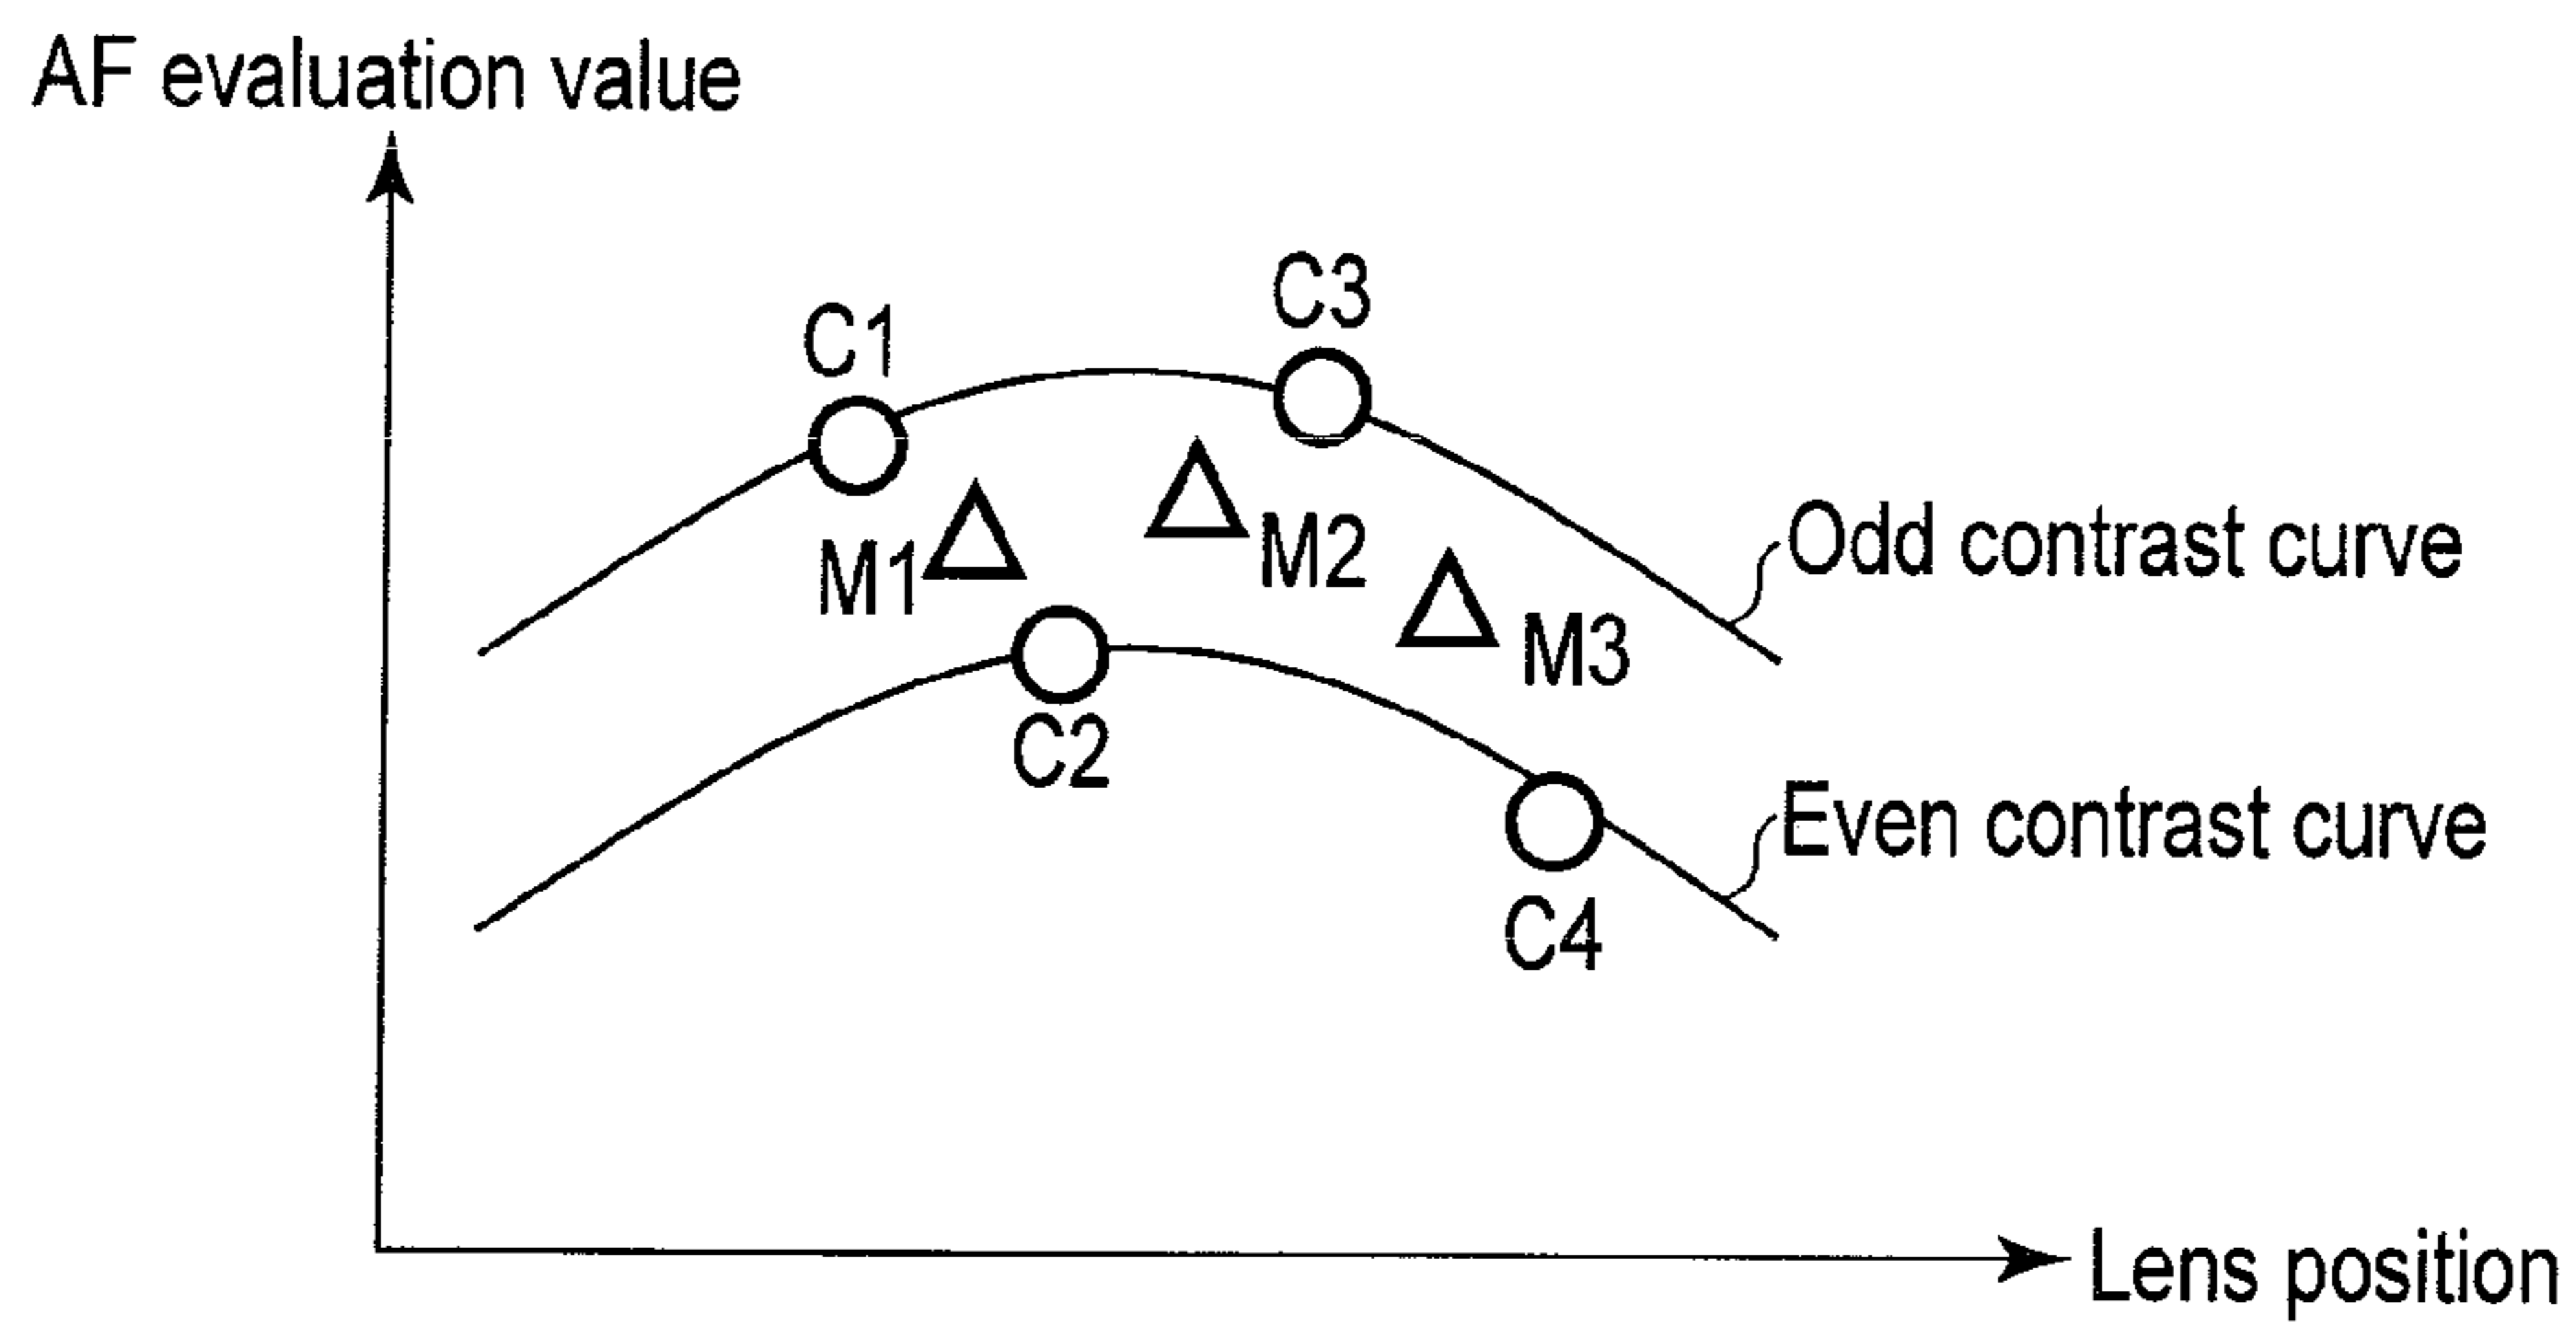 AF evaluation value
C3
C1
M2
Odd contrast curve
M1
M3
C2
Even contrast curve
C4
Lens position